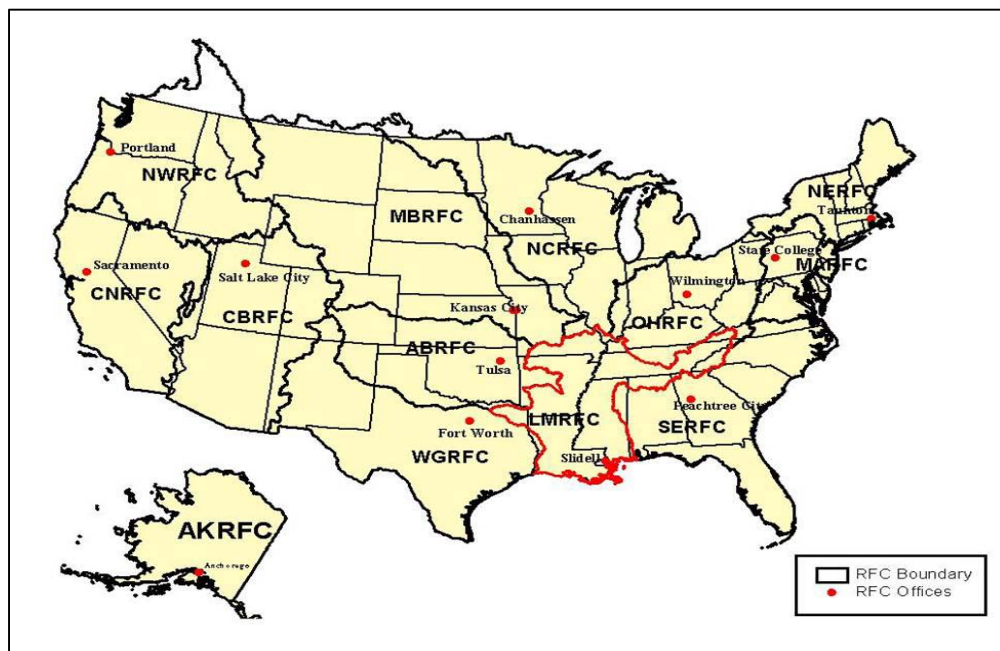 Portland
NWRFC
MBRFC
Chanhassen
NCRFC
NERFC
Taunton
State College
MARFC
Sacramento
CNRFC
Salt Lake City
CBRFC
Wilmington
OHRFC
Kansas City
ABRFC
Tulsa
Fort Worth
WGRFC
LMRFC
Slidell
Peachtree City
SERFC
AKRFC
Anchorage
RFC Boundary
RFC Offices